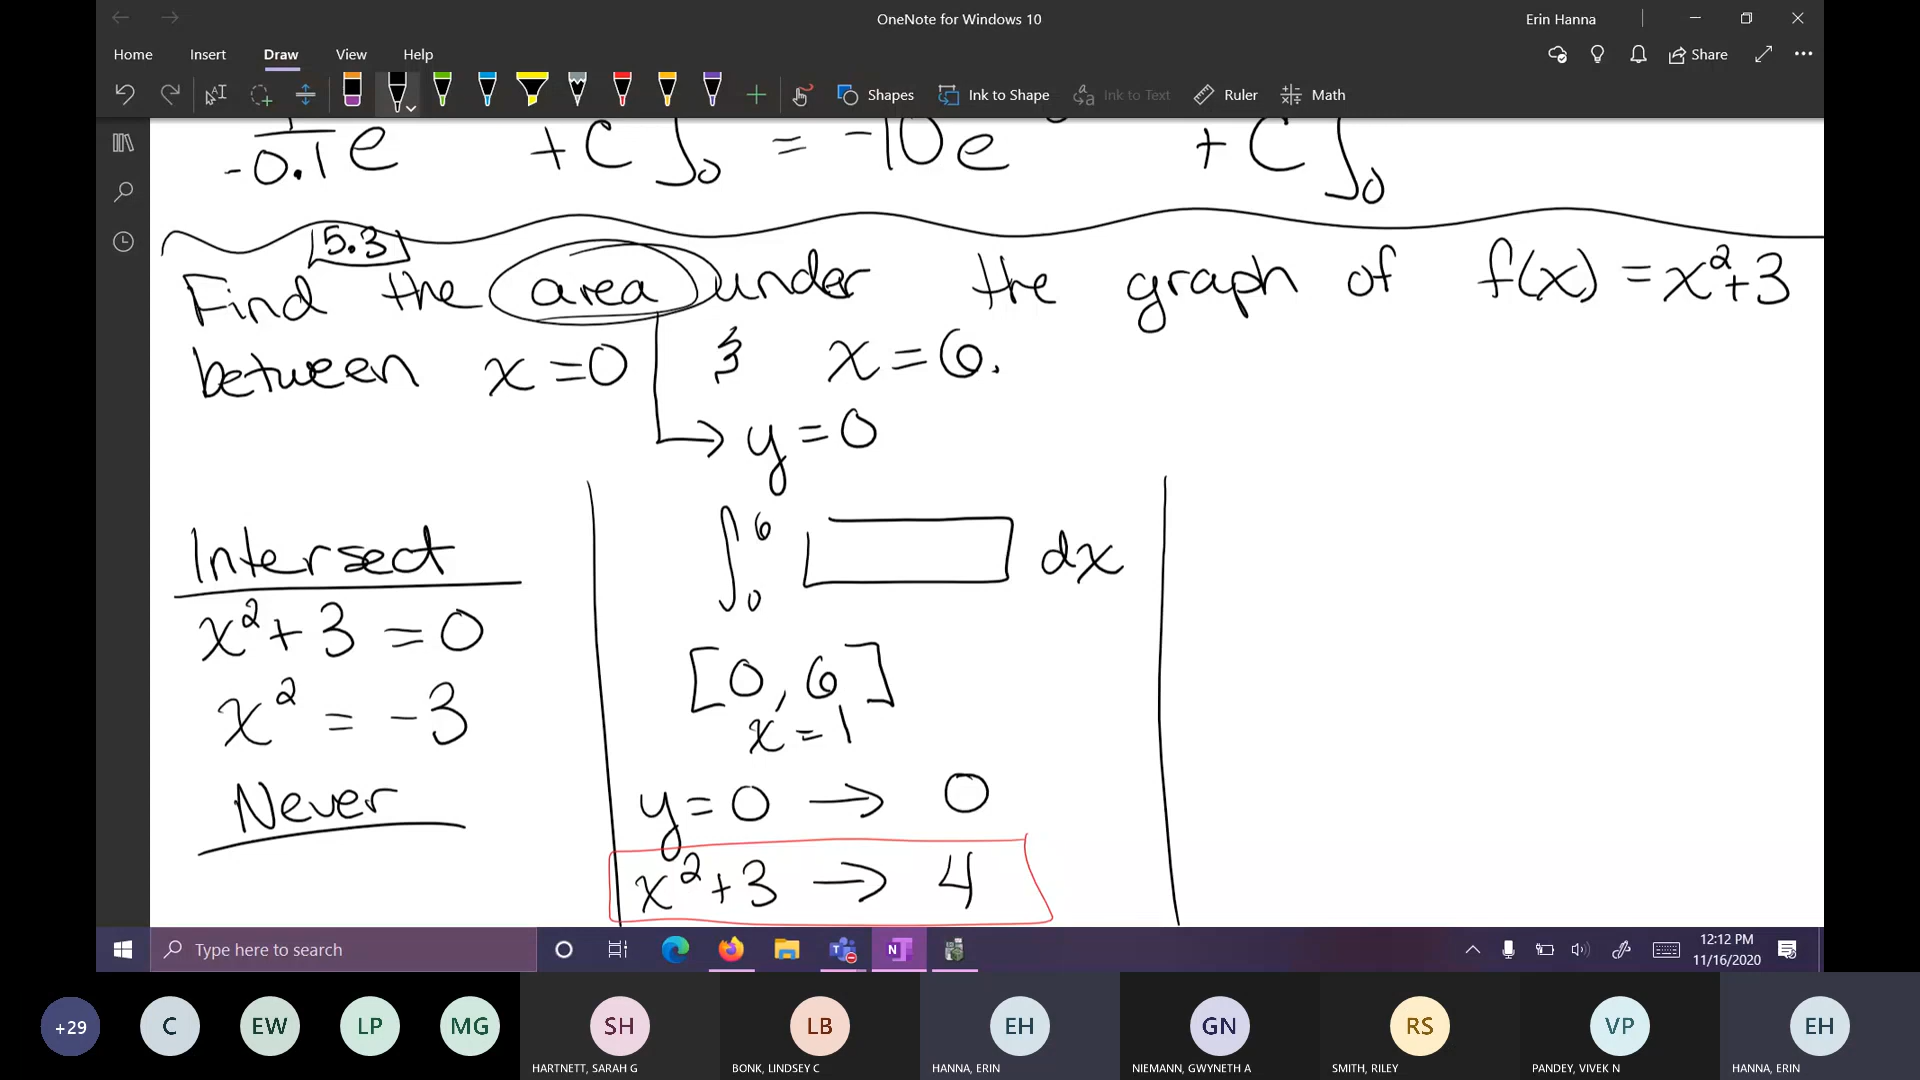 OneNote for Windows 10
Erin Hanna
Home Insert Draw View Help
Share
Shapes Ink to Shape Ink to Text Ruler Math
-0.1 e + C ∫0 = -10e + C ∫0
5.3
Find the area under the graph of f(x) = x²+3
between x=0 & x=6.
→ y=0
Intersect
x²+3 = 0
x² = -3
Never
∫ 6 0 dx
[0, 6]
x=1
y=0 → 0
x²+3 → 4
Type here to search
12:12 PM
11/16/2020
+29 C EW LP MG SH LB EH GN RS VP EH
HARTNETT, SARAH G BONK, LINDSEY C HANNA, ERIN NIEMANN, GWYNETH A SMITH, RILEY PANDEY, VIVEK N HANNA, ERIN